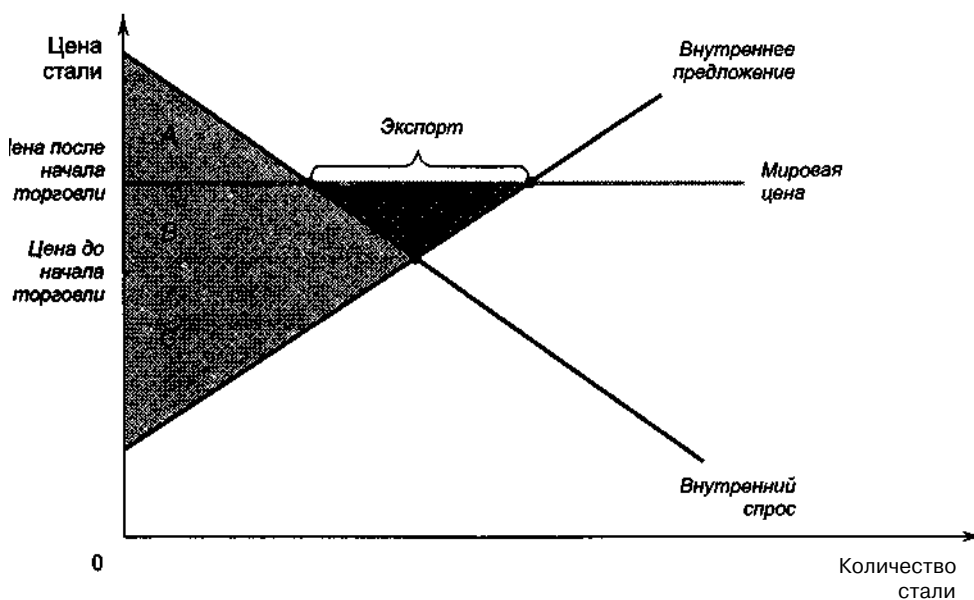 Цена
стали
ена после
начала
торговли
Цена до
начала
торговли
A
B
C
Экспорт
Внутреннее
предложение
Мировая
цена
Внутренний
спрос
0
Количество
стали